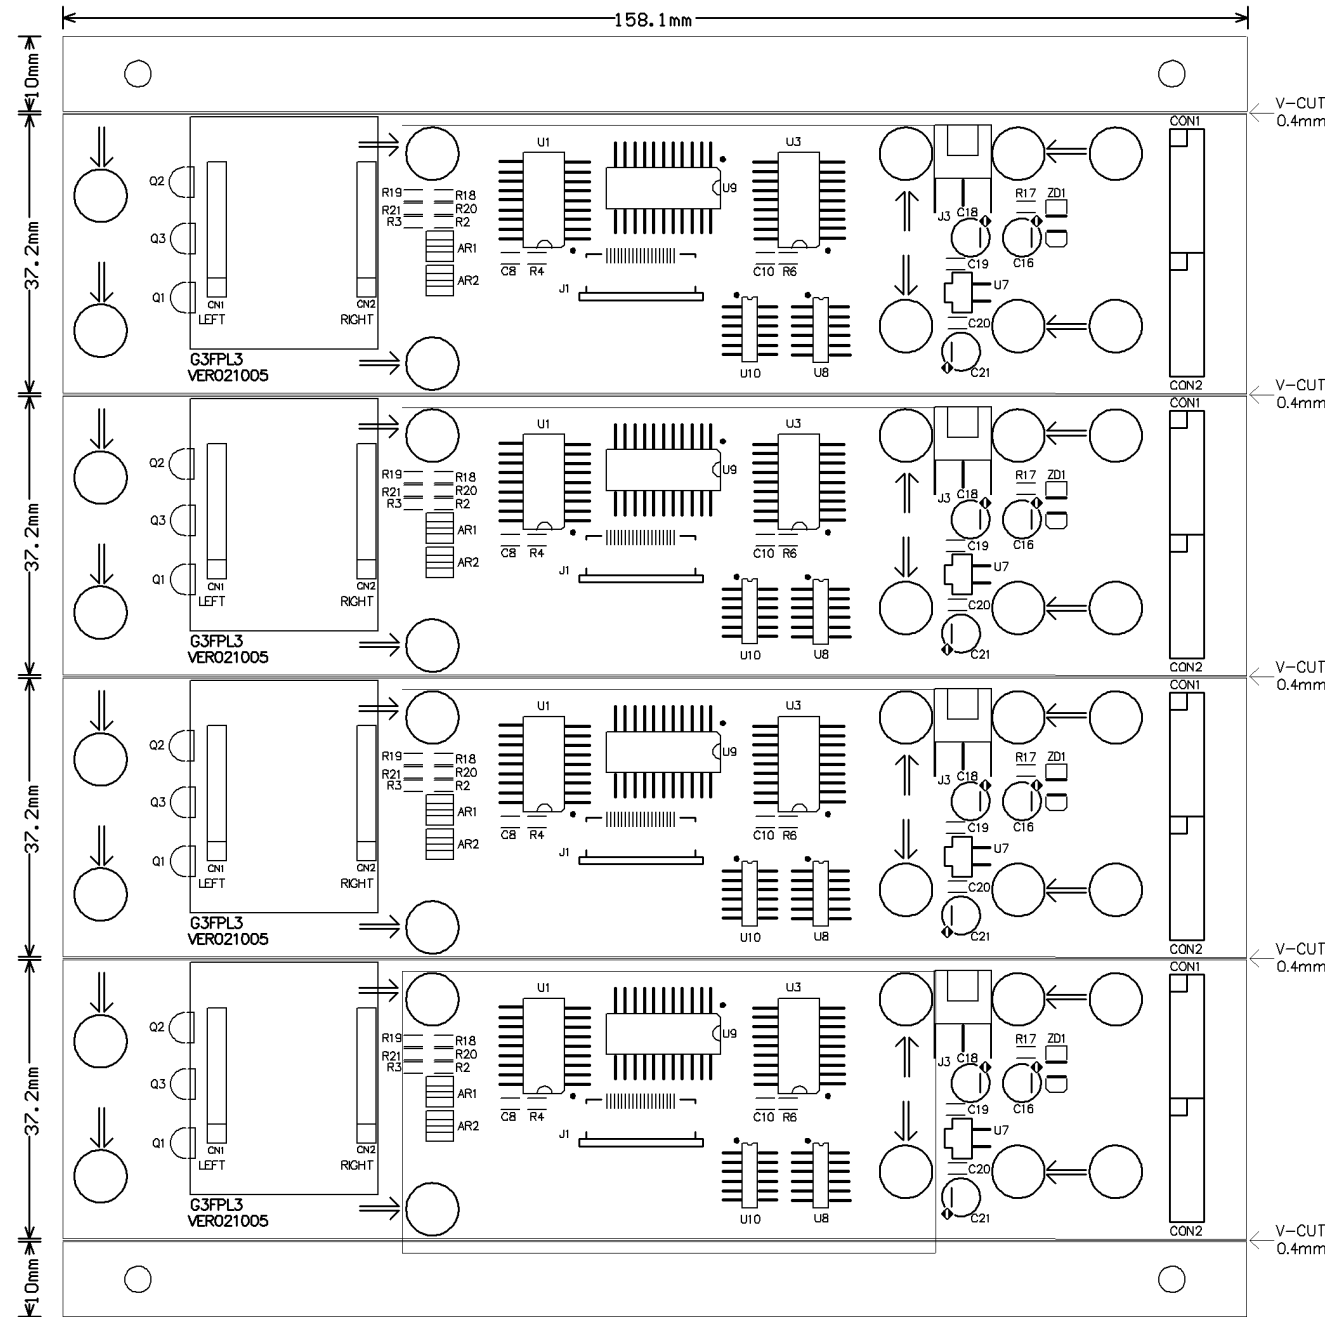 158.1mm
10mm
V-CUT
0.4mm
37.2mm
CON1
U1
U3
Q2
U9
R19
R18
R17
ZD1
R21
R20
C18
R3
R2
J3
Q3
AR1
C8
R4
C10
R6
C19
C16
AR2
U7
Q1
CN1
CN2
J1
LEFT
RIGHT
C20
G3FPL3
VER021005
U10
U8
C21
CON2
V-CUT
0.4mm
37.2mm
CON1
U1
U3
Q2
U9
R19
R18
R17
ZD1
R21
R20
C18
R3
R2
J3
Q3
AR1
C8
R4
C10
R6
C19
C16
AR2
U7
Q1
CN1
CN2
J1
LEFT
RIGHT
C20
G3FPL3
VER021005
U10
U8
C21
CON2
V-CUT
0.4mm
37.2mm
CON1
U1
U3
Q2
U9
R19
R18
R17
ZD1
R21
R20
C18
R3
R2
J3
Q3
AR1
C8
R4
C10
R6
C19
C16
AR2
U7
Q1
CN1
CN2
J1
LEFT
RIGHT
C20
G3FPL3
VER021005
U10
U8
C21
CON2
V-CUT
0.4mm
37.2mm
CON1
U1
U3
Q2
U9
R19
R18
R17
ZD1
R21
R20
C18
R3
R2
J3
Q3
AR1
C8
R4
C10
R6
C19
C16
AR2
U7
Q1
CN1
CN2
J1
LEFT
RIGHT
C20
G3FPL3
VER021005
U10
U8
C21
CON2
V-CUT
0.4mm
10mm